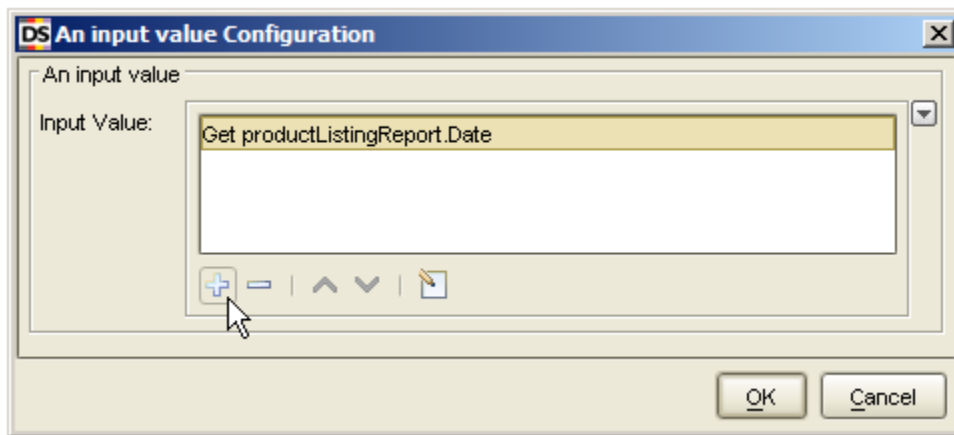 DS An input value Configuration
An input value
Input Value:
Get productListingReport.Date
OK
Cancel